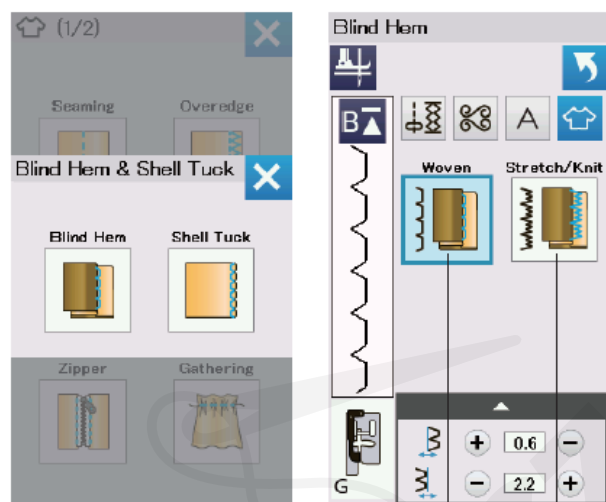 (1/2)
Seaming Overedge
Blind Hem & Shell Tuck
Blind Hem Shell Tuck
Zipper Gathering
Blind Hem
B
A
Woven Stretch/Knit
+ 0.6 −
− 2.2 +
G